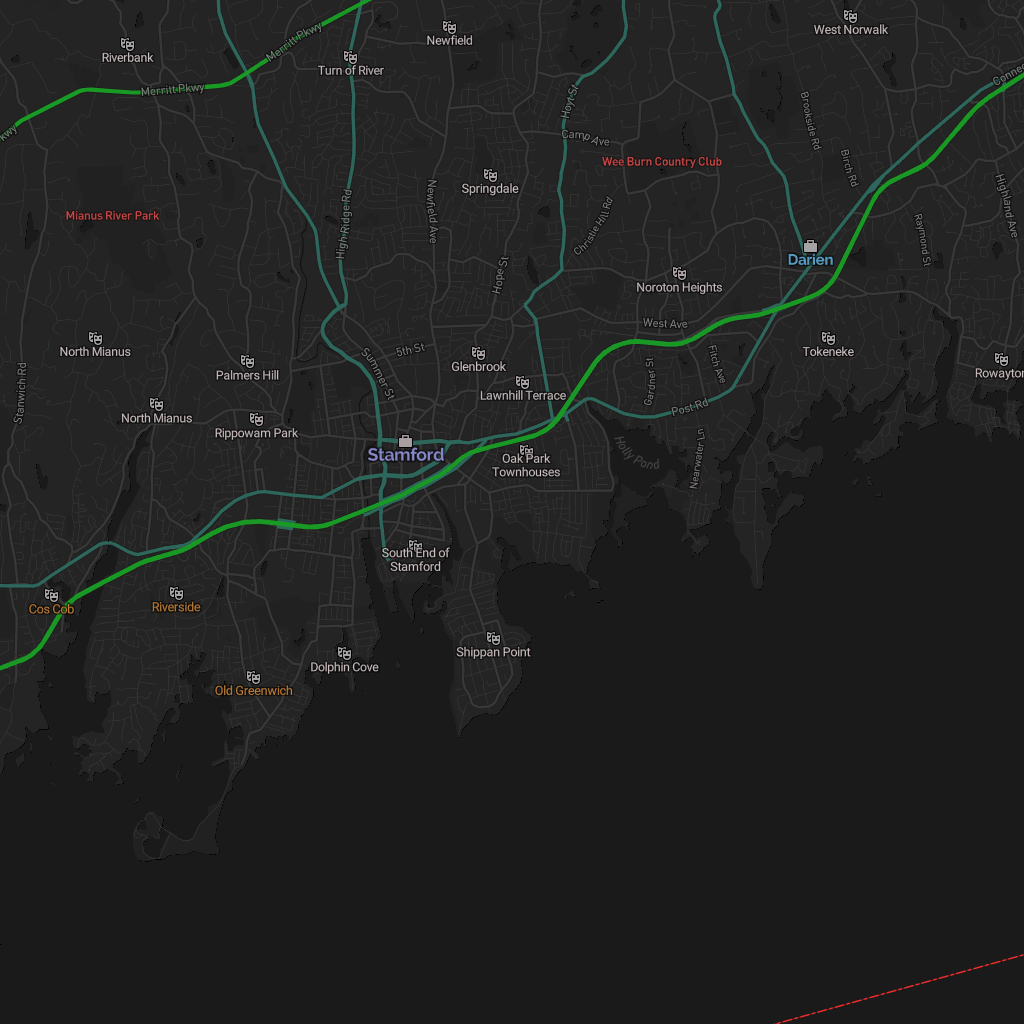 West Norwalk
Newfield
Riverbank
Merritt Pkwy
Turn of River
Merritt Pkwy
Connec
Hoyt St
Brookside Rd
kwy
Camp Ave
Wee Burn Country Club
Birch Rd
Springdale
High Ridge Rd
Newfield Ave
Highland Ave
Mianus River Park
Christie Hill Rd
Raymond St
Darien
Hope St
Noroton Heights
West Ave
5th St
North Mianus
Tokeneke
Summer St
Glenbrook
Fitch Ave
Rowayton
Palmers Hill
Gardner St
Stanwich Rd
Lawnhill Terrace
Post Rd
North Mianus
Rippowam Park
Stamford
Holly Pond
Nearwater Ln
Oak Park
Townhouses
South End of
Stamford
Cos Cob
Riverside
Shippan Point
Dolphin Cove
Old Greenwich